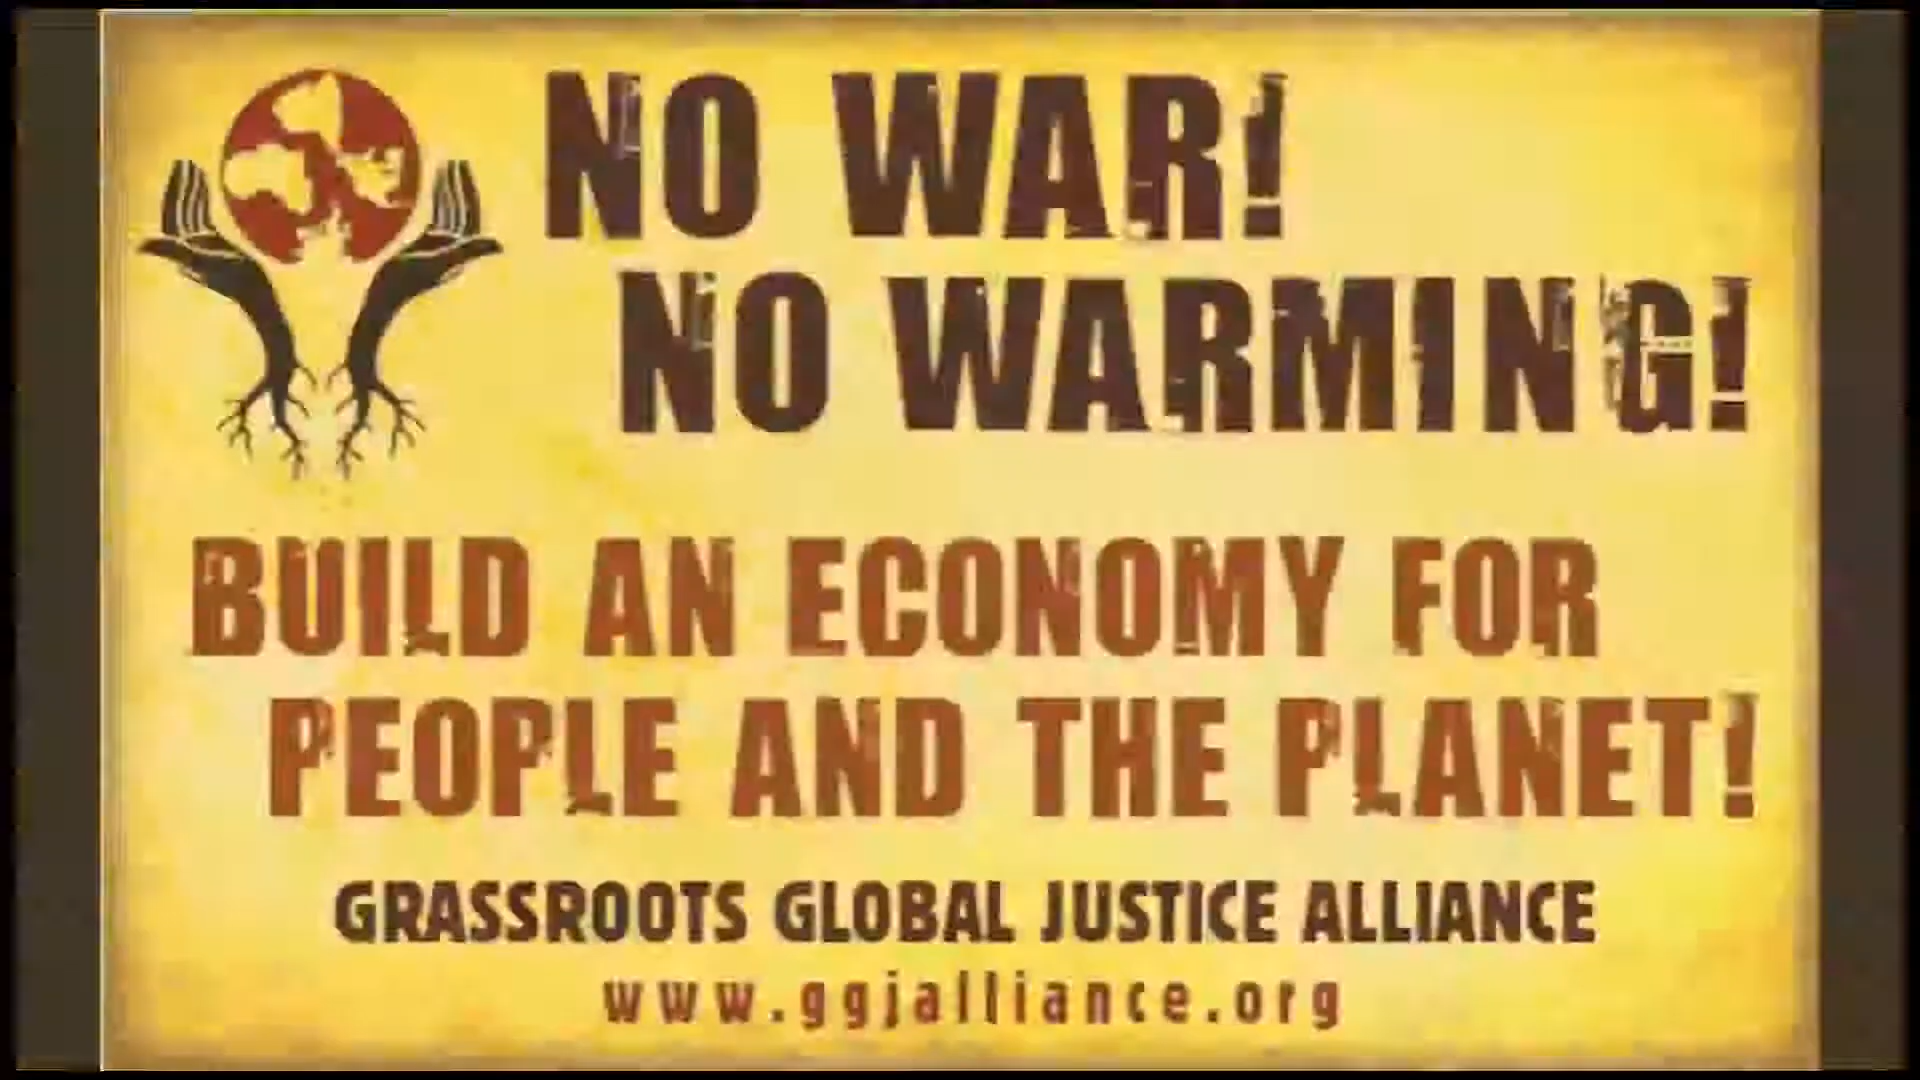 NO WAR!
NO WARMING!
BUILD AN ECONOMY FOR
PEOPLE AND THE PLANET!
GRASSROOTS GLOBAL JUSTICE ALLIANCE
www.ggjalliance.org